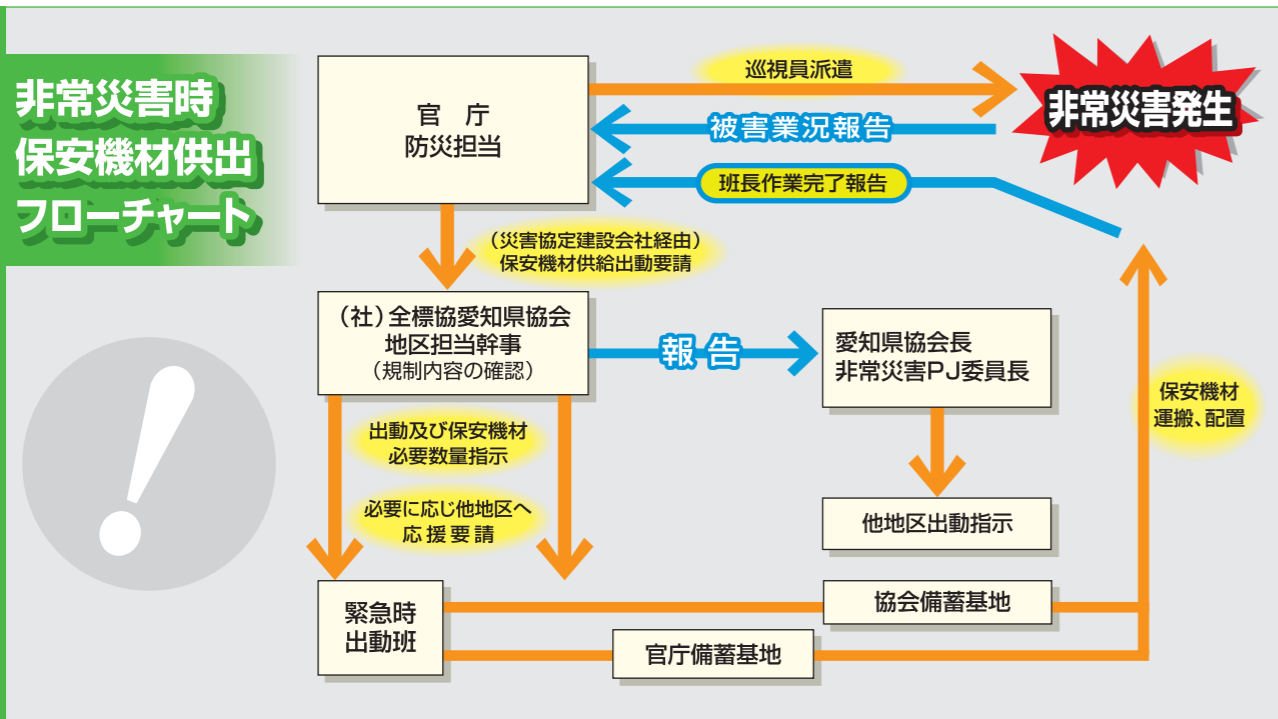 非常災害時
保安機材供出
フローチャート
官　庁
防災担当
巡視員派遣
被害業況報告
班長作業完了報告
非常災害発生
（災害協定建設会社経由）
保安機材供給出動要請
（社）全標協愛知県協会
地区担当幹事
（規制内容の確認）
報 告
愛知県協会長
非常災害PJ委員長
保安機材
運搬、配置
出動及び保安機材
必要数量指示
必要に応じ他地区へ
応 援 要 請
他地区出動指示
緊急時
出動班
協会備蓄基地
官庁備蓄基地